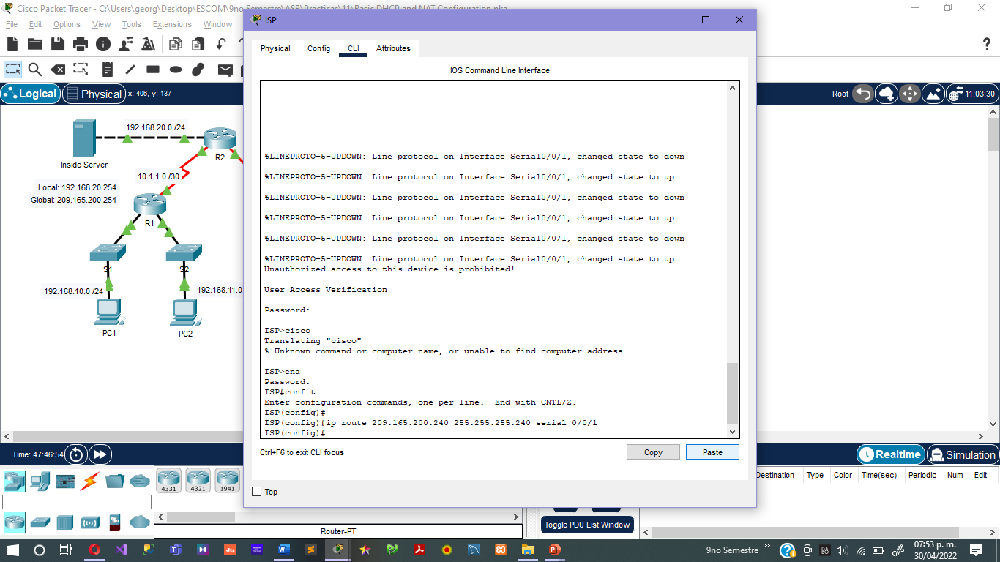 Cisco Packet Tracer - C:\Users\georg\Desktop\ESCOM\9no Semestre\ASR\Practicas\11\Basic DHCP and NAT Configuration.pka
File Edit Options View Tools Extensions Window
ISP
Physical Config CLI Attributes
IOS Command Line Interface
Logical Physical x: 406, y: 137
Root 11:03:30
192.168.20.0 /24
Inside Server
R2
10.1.1.0 /30
Local: 192.168.20.254
Global: 209.165.200.254
R1
S1
S2
192.168.10.0 /24
192.168.11.0
PC1
PC2
%LINEPROTO-5-UPDOWN: Line protocol on Interface Serial0/0/1, changed state to down
%LINEPROTO-5-UPDOWN: Line protocol on Interface Serial0/0/1, changed state to up
%LINEPROTO-5-UPDOWN: Line protocol on Interface Serial0/0/1, changed state to down
%LINEPROTO-5-UPDOWN: Line protocol on Interface Serial0/0/1, changed state to up
%LINEPROTO-5-UPDOWN: Line protocol on Interface Serial0/0/1, changed state to down
%LINEPROTO-5-UPDOWN: Line protocol on Interface Serial0/0/1, changed state to up
Unauthorized access to this device is prohibited!
User Access Verification
Password:
ISP>cisco
Translating "cisco"
% Unknown command or computer name, or unable to find computer address
ISP>ena
Password:
ISP#conf t
Enter configuration commands, one per line.  End with CNTL/Z.
ISP(config)#
ISP(config)#ip route 209.165.200.240 255.255.255.240 serial 0/0/1
ISP(config)#
Ctrl+F6 to exit CLI focus
Copy
Paste
Top
Time: 47:46:54
Realtime Simulation
4331 4321 1941
Router-PT
Destination Type Color Time(sec) Periodic Num Edit
Toggle PDU List Window
9no Semestre
07:53 p. m.
30/04/2022